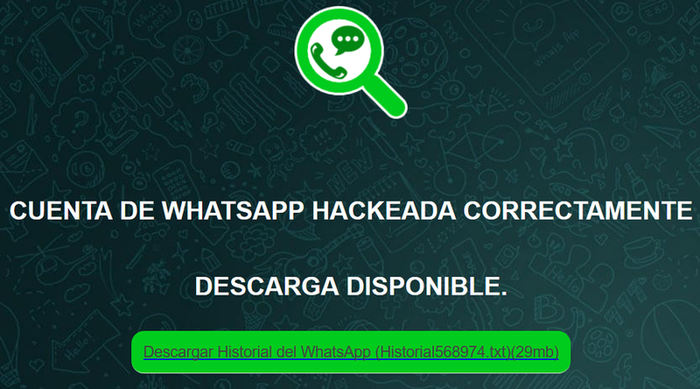 CUENTA DE WHATSAPP HACKEADA CORRECTAMENTE
DESCARGA DISPONIBLE.
Descargar Historial del WhatsApp (Historial568974.txt)(29mb)